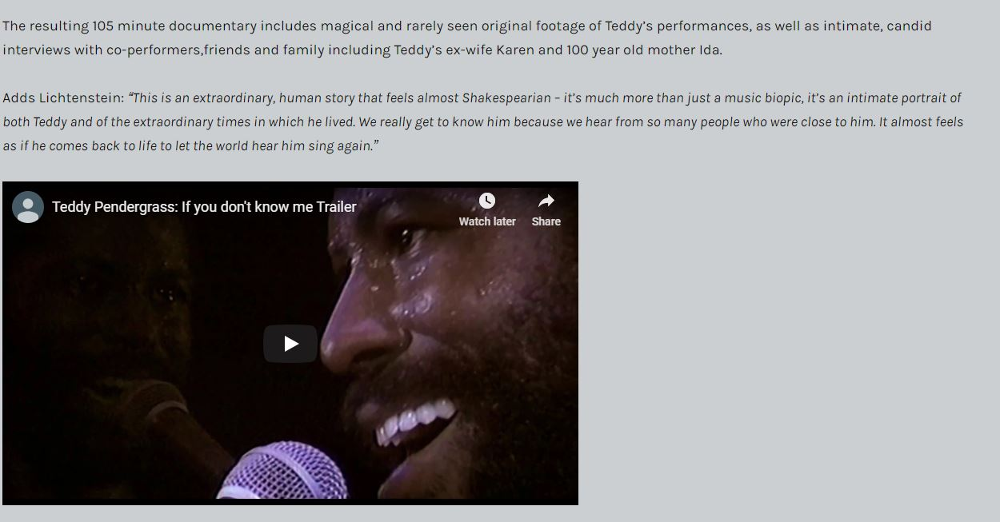 The resulting 105 minute documentary includes magical and rarely seen original footage of Teddy’s performances, as well as intimate, candid
interviews with co-performers,friends and family including Teddy’s ex-wife Karen and 100 year old mother Ida.
Adds Lichtenstein: “This is an extraordinary, human story that feels almost Shakespearian – it’s much more than just a music biopic, it’s an intimate portrait of
both Teddy and of the extraordinary times in which he lived. We really get to know him because we hear from so many people who were close to him. It almost feels
as if he comes back to life to let the world hear him sing again.”
Teddy Pendergrass: If you don't know me Trailer
Watch later
Share